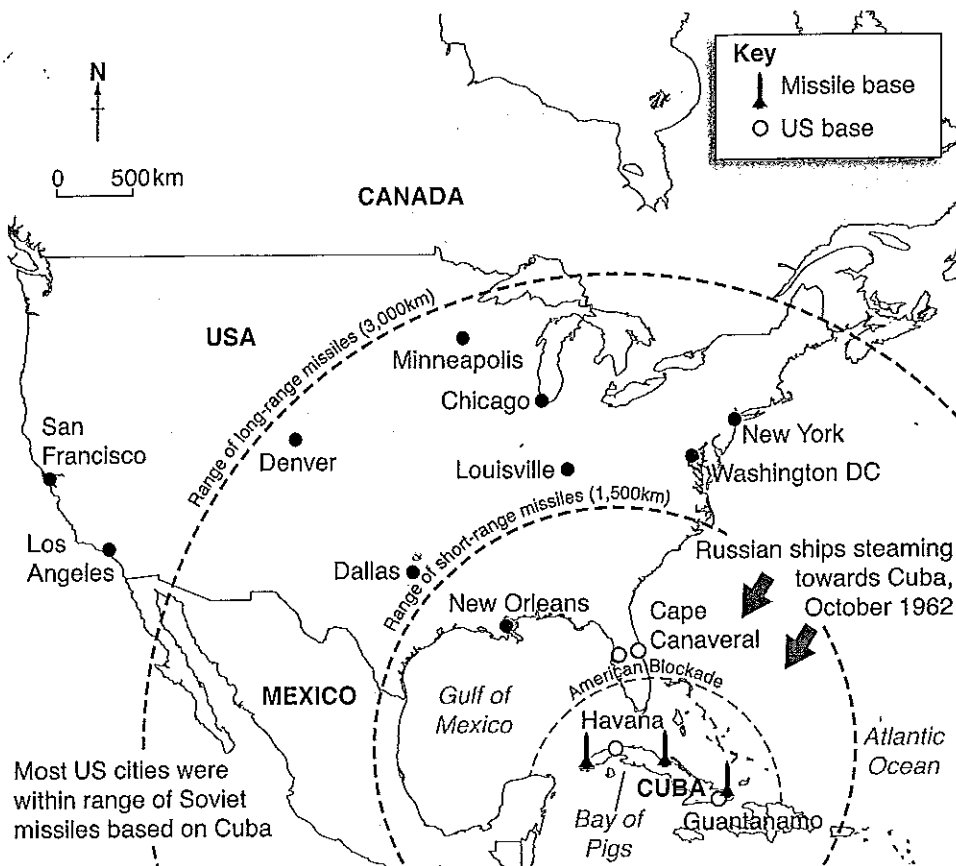 Key
Missile base
US base
N
0 500km
CANADA
USA
Range of long-range missiles (3,000km)
Minneapolis
Chicago
San
Francisco
Denver
New York
Washington DC
Louisville
Range of short-range missiles (1,500km)
Los
Angeles
Dallas
Russian ships steaming
towards Cuba,
October 1962
New Orleans
Cape
Canaveral
American Blockade
MEXICO
Gulf of
Mexico
Havana
Atlantic
Ocean
Most US cities were
within range of Soviet
missiles based on Cuba
CUBA
Guantanamo
Bay of
Pigs